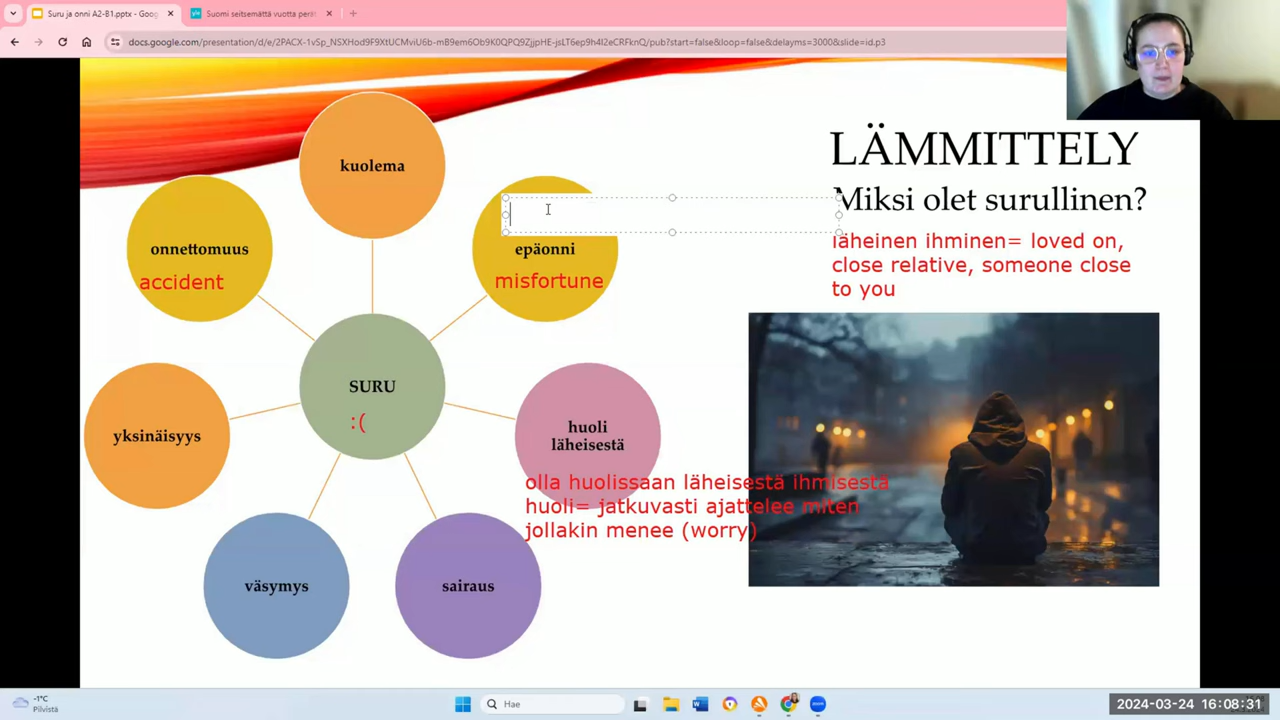 Suru ja onni A2-B1.pptx - Goog
Suomi seitsemättä vuotta perät
docs.google.com/presentation/d/e/2PACX-1vSp_NSXHod9F9XtUCMviU6b-mB9em6Ob9K0QPQ9ZjjpHE-jsLT6ep9h4I2eCRFknQ/pub?start=false&loop=false&delayms=3000&slide=id.p3
LÄMMITTELY
Miksi olet surullinen?
läheinen ihminen= loved on,
close relative, someone close
to you
kuolema
onnettomuus
accident
epäonni
misfortune
SURU
:(
yksinäisyys
huoli
läheisestä
olla huolissaan läheisestä ihmisestä
huoli= jatkuvasti ajattelee miten
jollakin menee (worry)
väsymys
sairaus
-1°C
Pilvistä
Hae
2024-03-24 16:08:31